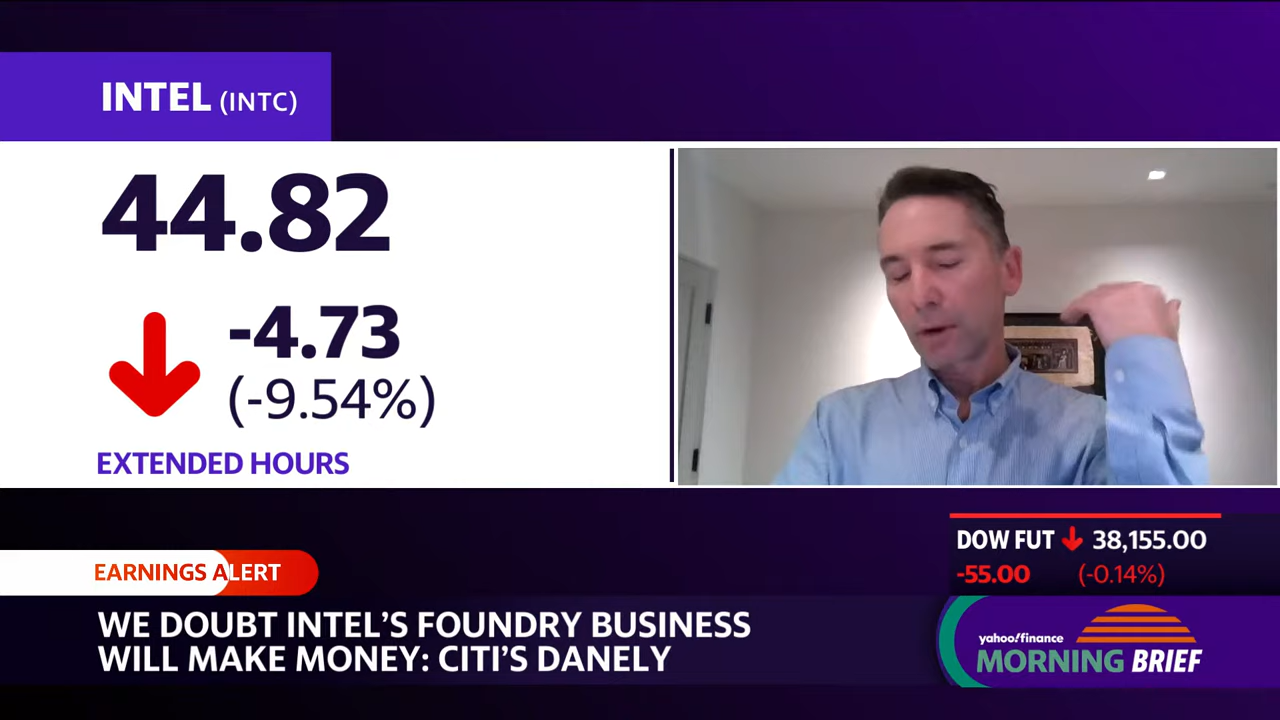 INTEL (INTC)
44.82
-4.73
(-9.54%)
EXTENDED HOURS
EARNINGS ALERT
WE DOUBT INTEL'S FOUNDRY BUSINESS
WILL MAKE MONEY: CITI'S DANELY
DOW FUT 38,155.00
-55.00 (-0.14%)
yahoo!finance
MORNING BRIEF